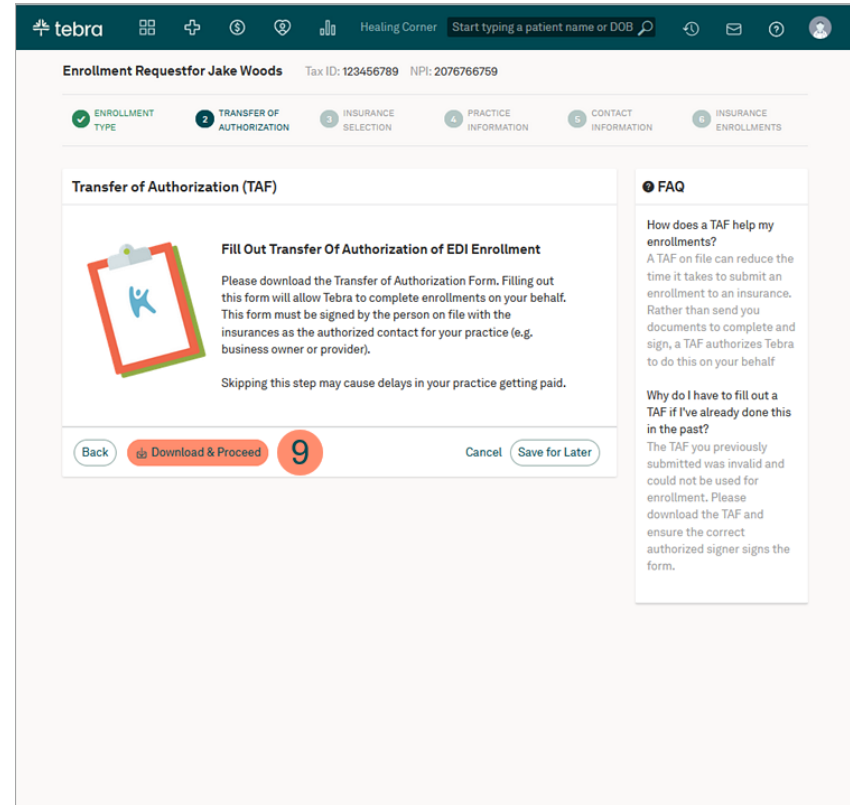 tebra
Healing Corner
Start typing a patient name or DOB
Enrollment Requestfor Jake Woods Tax ID: 123456789 NPI: 2076766759
ENROLLMENT
TYPE
2
TRANSFER OF
AUTHORIZATION
3
INSURANCE
SELECTION
4
PRACTICE
INFORMATION
5
CONTACT
INFORMATION
6
INSURANCE
ENROLLMENTS
Transfer of Authorization (TAF)
K
Fill Out Transfer Of Authorization of EDI Enrollment
Please download the Transfer of Authorization Form. Filling out
this form will allow Tebra to complete enrollments on your behalf.
This form must be signed by the person on file with the
insurances as the authorized contact for your practice (e.g.
business owner or provider).
Skipping this step may cause delays in your practice getting paid.
Back
Download & Proceed
9
Cancel
Save for Later
FAQ
How does a TAF help my
enrollments?
A TAF on file can reduce the
time it takes to submit an
enrollment to an insurance.
Rather than send you
documents to complete and
sign, a TAF authorizes Tebra
to do this on your behalf
Why do I have to fill out a
TAF if I've already done this
in the past?
The TAF you previously
submitted was invalid and
could not be used for
enrollment. Please
download the TAF and
ensure the correct
authorized signer signs the
form.